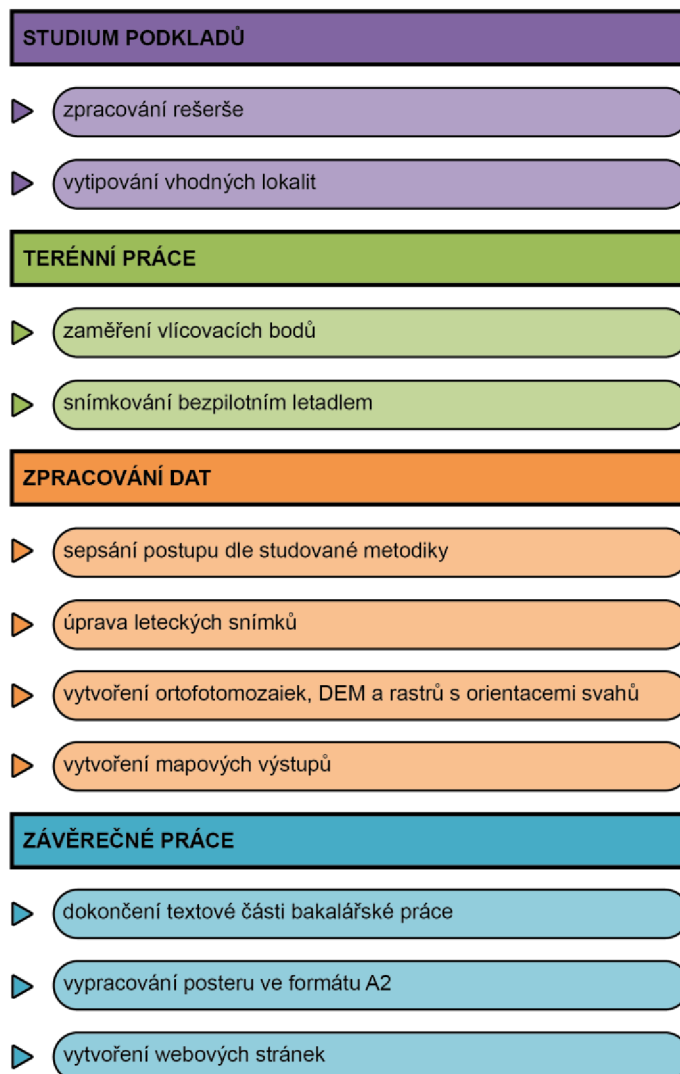 STUDIUM PODKLADŮ
zpracování rešerše
vytipování vhodných lokalit
TERÉNNÍ PRÁCE
zaměření vlícovacích bodů
snímkování bezpilotním letadlem
ZPRACOVÁNÍ DAT
sepsání postupu dle studované metodiky
úprava leteckých snímků
vytvoření ortofotomozaiek, DEM a rastrů s orientacemi svahů
vytvoření mapových výstupů
ZÁVĚREČNÉ PRÁCE
dokončení textové části bakalářské práce
vypracování posteru ve formátu A2
vytvoření webových stránek